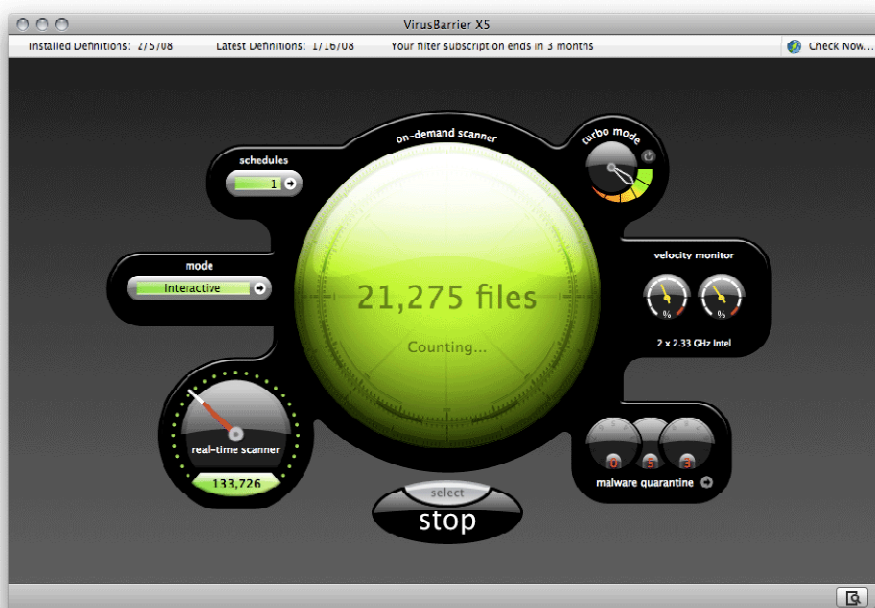 VirusBarrier X5
Installed Definitions: 2/5/08 Latest Definitions: 1/16/08 Your filter subscription ends in 3 months Check Now...
on-demand scanner
turbo mode
schedules
1
mode
Interactive
velocity monitor
% %
2 x 2.33 GHz Intel
21,275 files
Counting...
real-time scanner
133,726
0 5 3
malware quarantine
select
stop